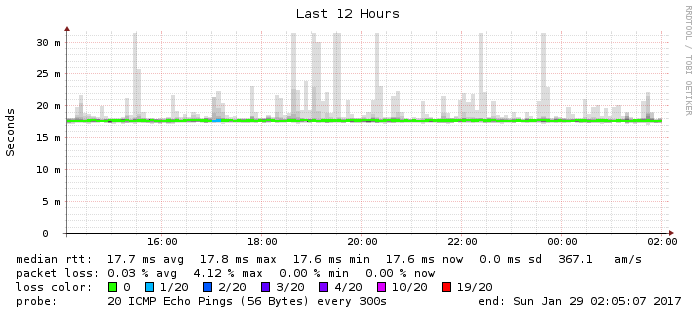 Last 12 Hours
RRDTOOL / TOBI OETIKER
Seconds
30 m
25 m
20 m
15 m
10 m
5 m
0
16:00 18:00 20:00 22:00 00:00 02:00
median rtt: 17.7 ms avg 17.8 ms max 17.6 ms min 17.6 ms now 0.0 ms sd 367.1 am/s
packet loss: 0.03 % avg 4.12 % max 0.00 % min 0.00 % now
loss color: 0 1/20 2/20 3/20 4/20 10/20 19/20
probe: 20 ICMP Echo Pings (56 Bytes) every 300s end: Sun Jan 29 02:05:07 2017